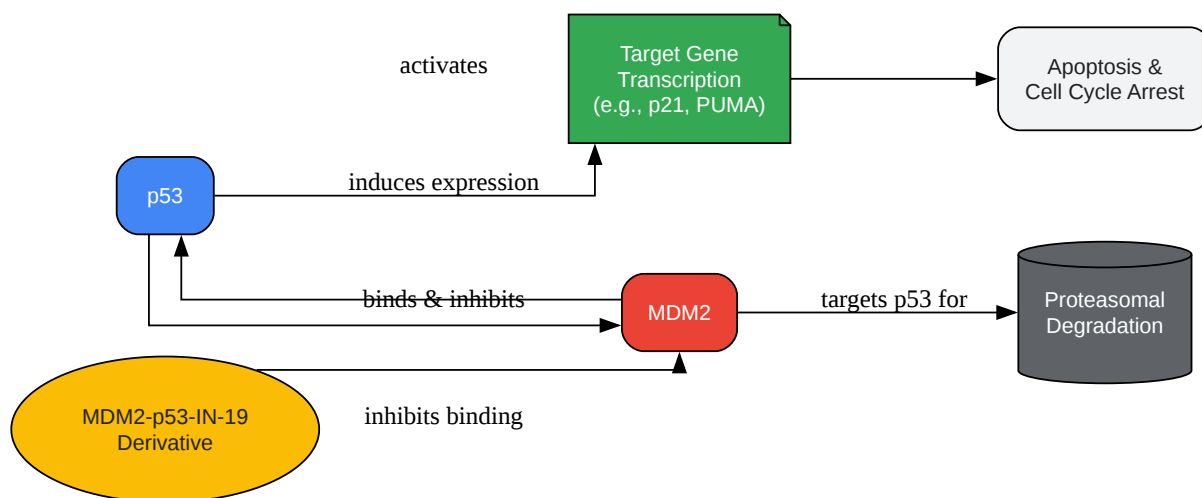 activates
Target Gene
Transcription
(e.g., p21, PUMA)
Apoptosis &
Cell Cycle Arrest
p53
induces expression
binds & inhibits
MDM2
targets p53 for
Proteasomal
Degradation
MDM2-p53-IN-19
Derivative
inhibits binding